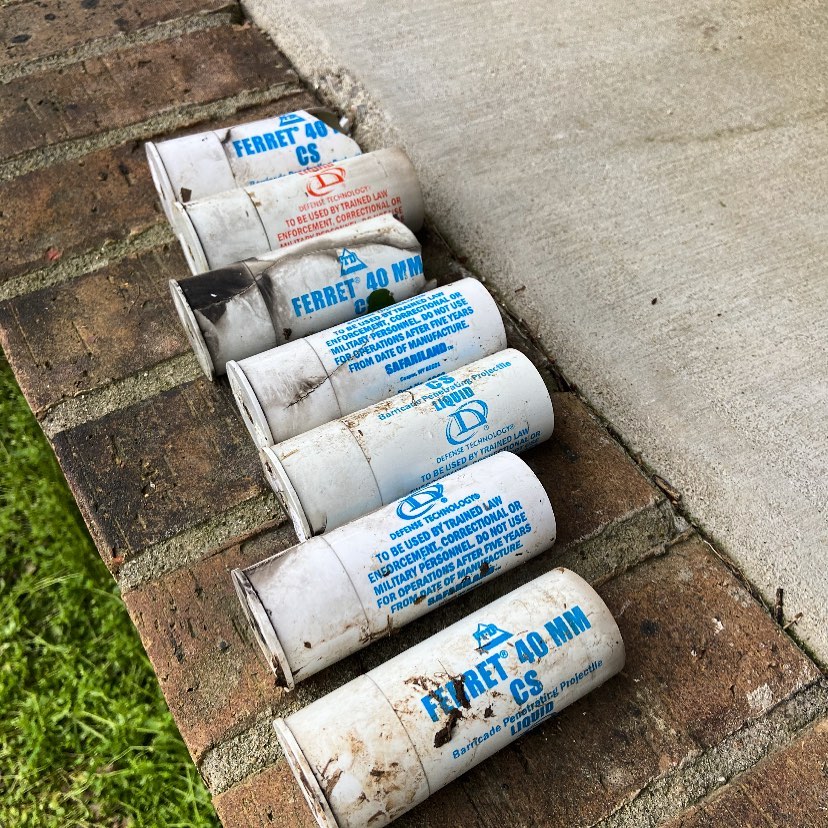 FERRET® 40
CS
DEFENSE TECHNOLOGY®
TO BE USED BY TRAINED LAW
ENFORCEMENT, CORRECTIONAL OR
FERRET® 40 MM
TO BE USED BY TRAINED LAW
ENFORCEMENT, CORRECTIONAL OR
MILITARY PERSONNEL. DO NOT USE
FOR OPERATIONS AFTER FIVE YEARS
FROM DATE OF MANUFACTURE.
SAFARILAND
CS
Barricade Penetrating Projectile
LIQUID
DEFENSE TECHNOLOGY®
TO BE USED BY TRAINED LAW
DEFENSE TECHNOLOGY®
TO BE USED BY TRAINED LAW
ENFORCEMENT, CORRECTIONAL OR
MILITARY PERSONNEL. DO NOT USE
FOR OPERATIONS AFTER FIVE YEARS
FROM DATE OF MANUFACTURE.
SAFARILAND
FERRET® 40 MM
CS
Barricade Penetrating Projectile
LIQUID